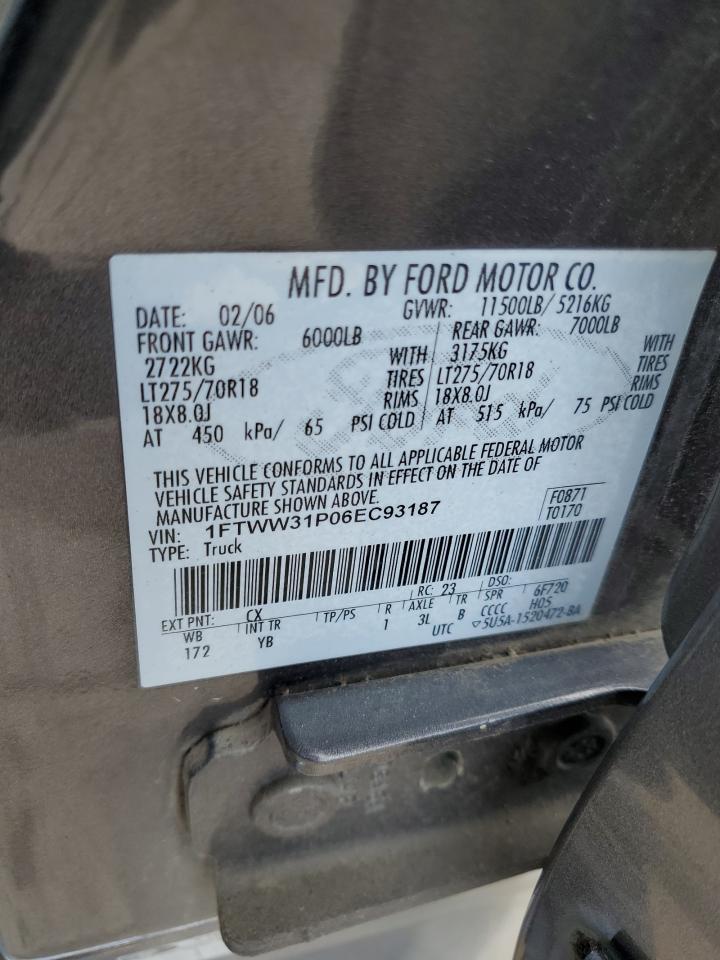 MFD. BY FORD MOTOR CO.
DATE: 02/06 GVWR: 11500LB/ 5216KG
FRONT GAWR: 6000LB REAR GAWR: 7000LB
2722KG WITH 3175KG WITH
LT275/70R18 TIRES LT275/70R18 TIRES
18X8.0J RIMS 18X8.0J RIMS
AT 450 kPa/ 65 PSI COLD AT 515 kPa/ 75 PSI COLD
THIS VEHICLE CONFORMS TO ALL APPLICABLE FEDERAL MOTOR
VEHICLE SAFETY STANDARDS IN EFFECT ON THE DATE OF
MANUFACTURE SHOWN ABOVE.
VIN: 1FTWW31P06EC93187 F0871
TYPE: Truck T0170
EXT PNT: CX RC: 23 DSO:
WB INT TR TP/PS R AXLE TR SPR 6F720
172 YB 1 3L B CCCC H05
UTC ▽5U5A-1520472-BA